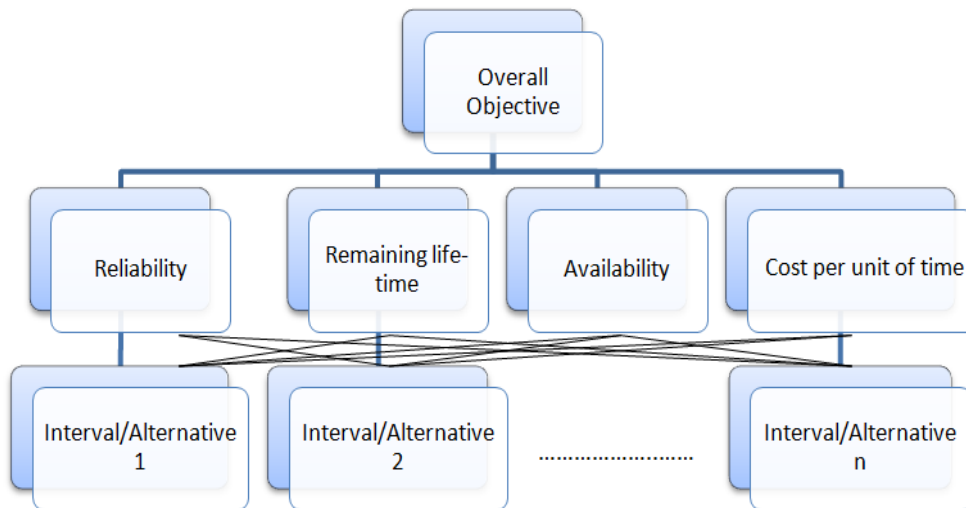 Overall
Objective
Reliability
Remaining life-
time
Availability
Cost per unit of time
Interval/Alternative
1
Interval/Alternative
2
……………….……
Interval/Alternative
n